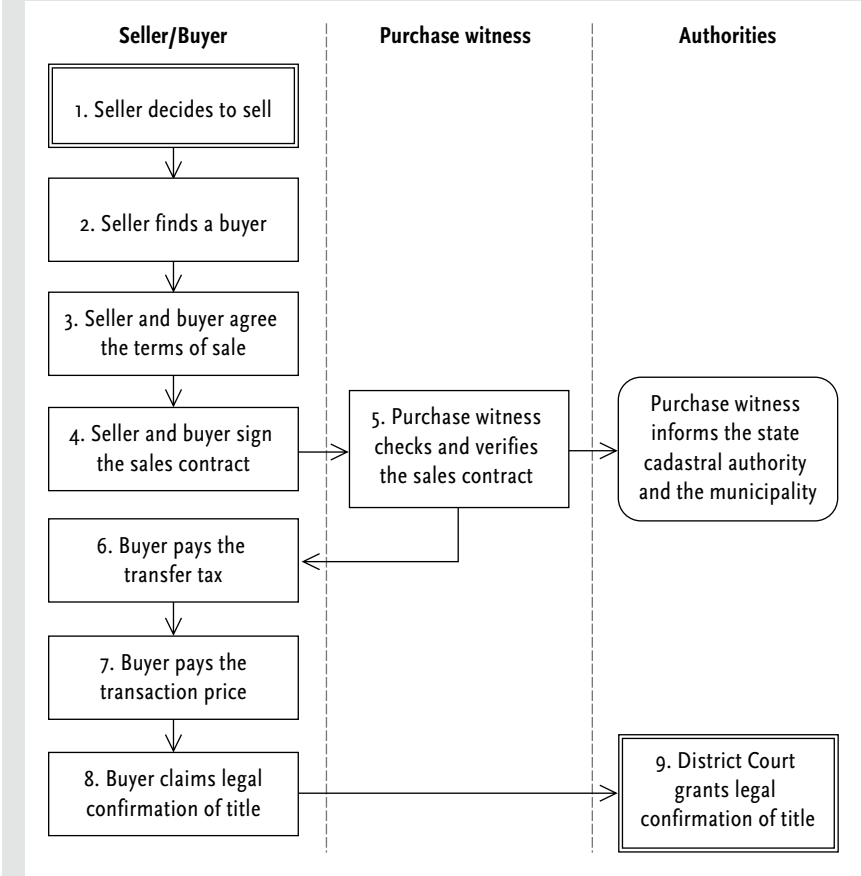 Seller/Buyer
Purchase witness
Authorities
1. Seller decides to sell
2. Seller finds a buyer
3. Seller and buyer agree
the terms of sale
4. Seller and buyer sign
the sales contract
5. Purchase witness
checks and verifies
the sales contract
Purchase witness
informs the state
cadastral authority
and the municipality
6. Buyer pays the
transfer tax
7. Buyer pays the
transaction price
8. Buyer claims legal
confirmation of title
9. District Court
grants legal
confirmation of title